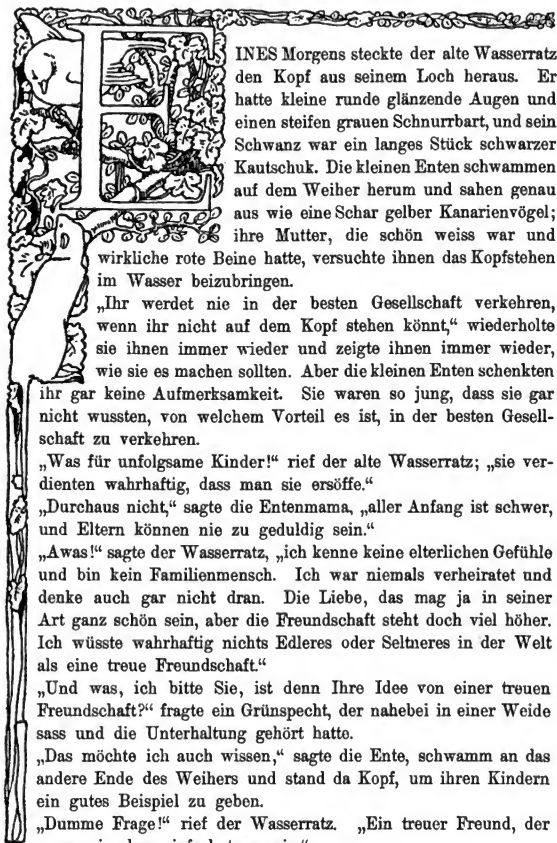 EINES Morgens steckte der alte Wasserratz
den Kopf aus seinem Loch heraus. Er
hatte kleine runde glänzende Augen und
einen steifen grauen Schnurrbart, und sein
Schwanz war ein langes Stück schwarzer
Kautschuk. Die kleinen Enten schwammen
auf dem Weiher herum und sahen genau
aus wie eine Schar gelber Kanarienvögel;
ihre Mutter, die schön weiss war und
wirkliche rote Beine hatte, versuchte ihnen das Kopfstehen
im Wasser beizubringen.
„Ihr werdet nie in der besten Gesellschaft verkehren,
wenn ihr nicht auf dem Kopf stehen könnt,“ wiederholte
sie ihnen immer wieder und zeigte ihnen immer wieder,
wie sie es machen sollten. Aber die kleinen Enten schenkten
ihr gar keine Aufmerksamkeit. Sie waren so jung, dass sie gar
nicht wussten, von welchem Vorteil es ist, in der besten Gesell-
schaft zu verkehren.
„Was für unfolgsame Kinder!“ rief der alte Wasserratz; „sie ver-
dienten wahrhaftig, dass man sie ersöffe.“
„Durchaus nicht,“ sagte die Entenmama, „aller Anfang ist schwer,
und Eltern können nie zu geduldig sein.“
„Awas!“ sagte der Wasserratz, „ich kenne keine elterlichen Gefühle
und bin kein Familienmensch. Ich war niemals verheiratet und
denke auch gar nicht dran. Die Liebe, das mag ja in seiner
Art ganz schön sein, aber die Freundschaft steht doch viel höher.
Ich wüsste wahrhaftig nichts Edleres oder Seltneres in der Welt
als eine treue Freundschaft.“
„Und was, ich bitte Sie, ist denn Ihre Idee von einer treuen
Freundschaft?“ fragte ein Grünspecht, der nahebei in einer Weide
sass und die Unterhaltung gehört hatte.
„Das möchte ich auch wissen,“ sagte die Ente, schwamm an das
andere Ende des Weihers und stand da Kopf, um ihren Kindern
ein gutes Beispiel zu geben.
„Dumme Frage!“ rief der Wasserratz. „Ein treuer Freund, der